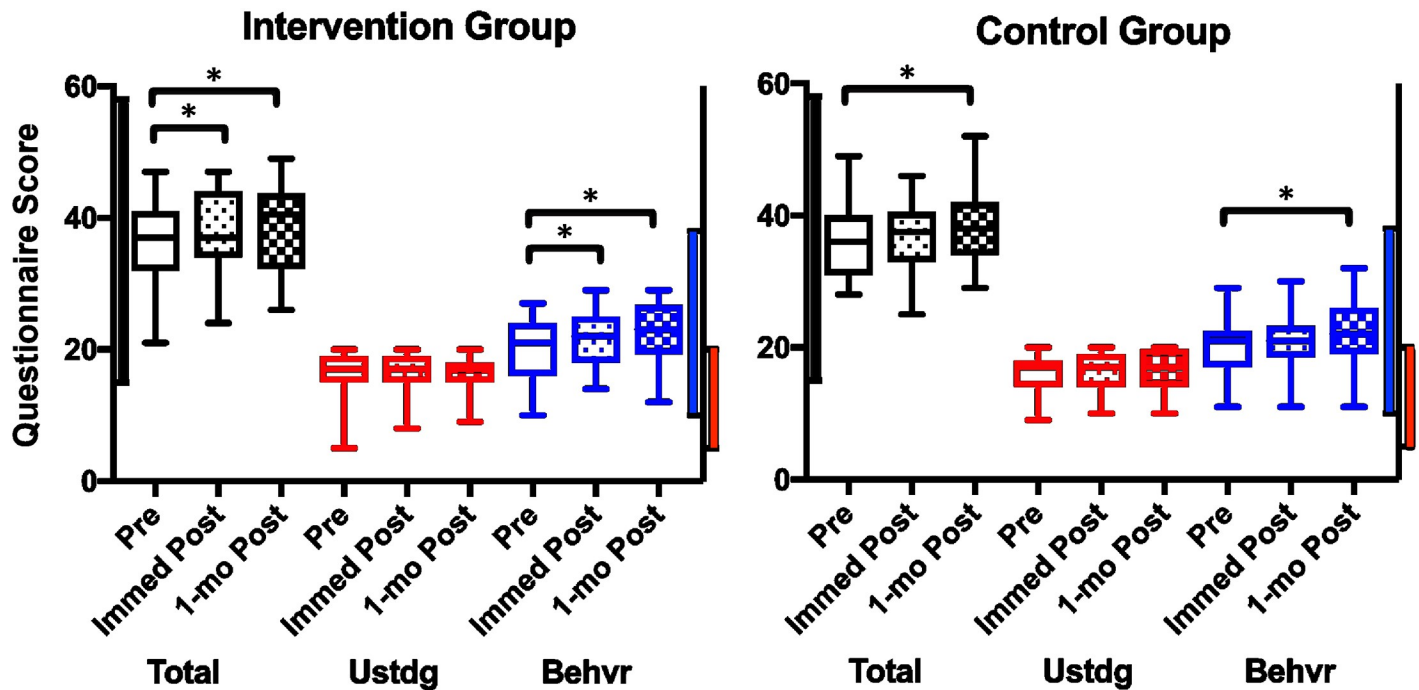 Intervention Group
Questionnaire Score
60
40
20
0
*
*
*
*
Pre
Immed Post
1-mo Post
Pre
Immed Post
1-mo Post
Pre
Immed Post
1-mo Post
Total
Ustdg
Behvr
Control Group
60
40
20
0
*
*
Pre
Immed Post
1-mo Post
Pre
Immed Post
1-mo Post
Pre
Immed Post
1-mo Post
Total
Ustdg
Behvr